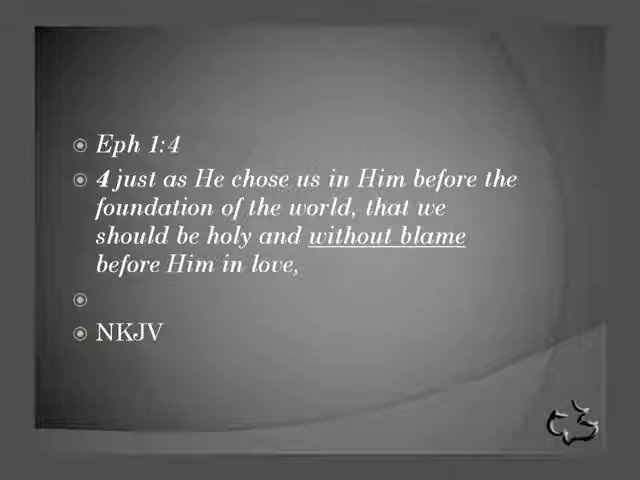 Eph 1:4
4 just as He chose us in Him before the
foundation of the world, that we
should be holy and without blame
before Him in love,
NKJV